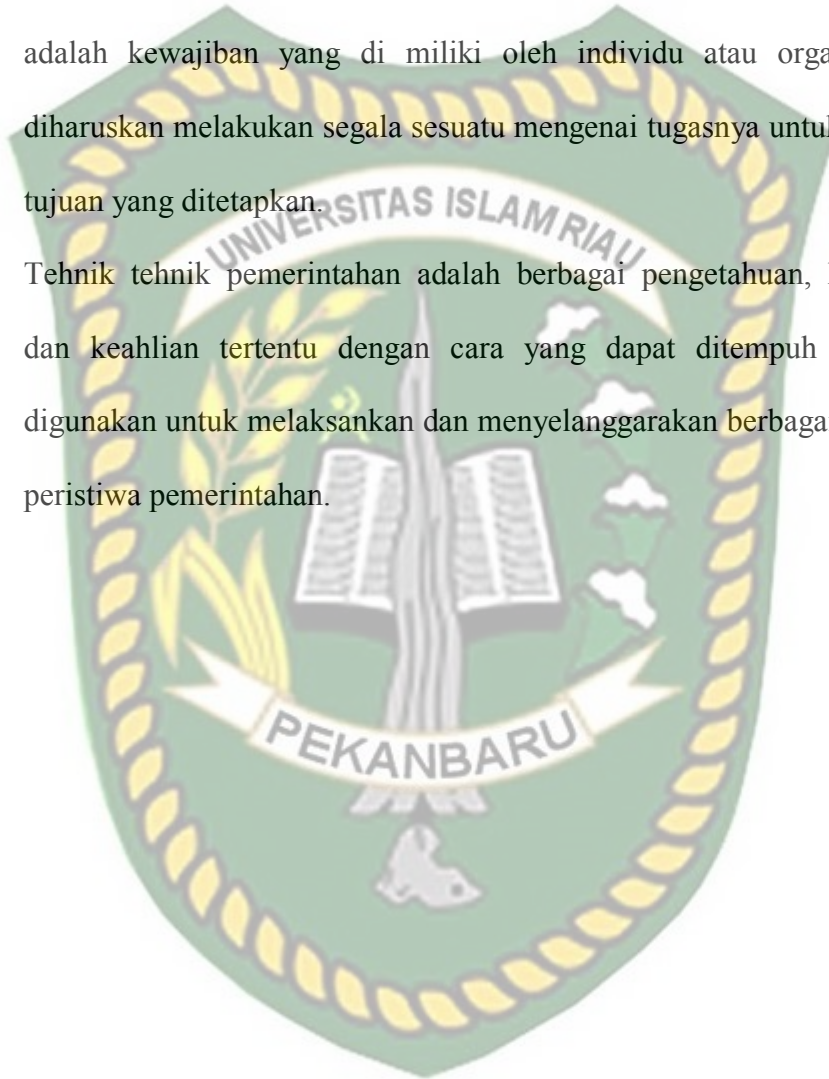 adalah kewajiban yang di miliki oleh individu atau orga
diharuskan melakukan segala sesuatu mengenai tugasnya untuk
tujuan yang ditetapkan.
UNIVERSITAS ISLAM RIAU
Tehnik tehnik pemerintahan adalah berbagai pengetahuan,
dan keahlian tertentu dengan cara yang dapat ditempuh
digunakan untuk melaksankan dan menyelanggarakan berbaga
peristiwa pemerintahan.
PEKANBARU